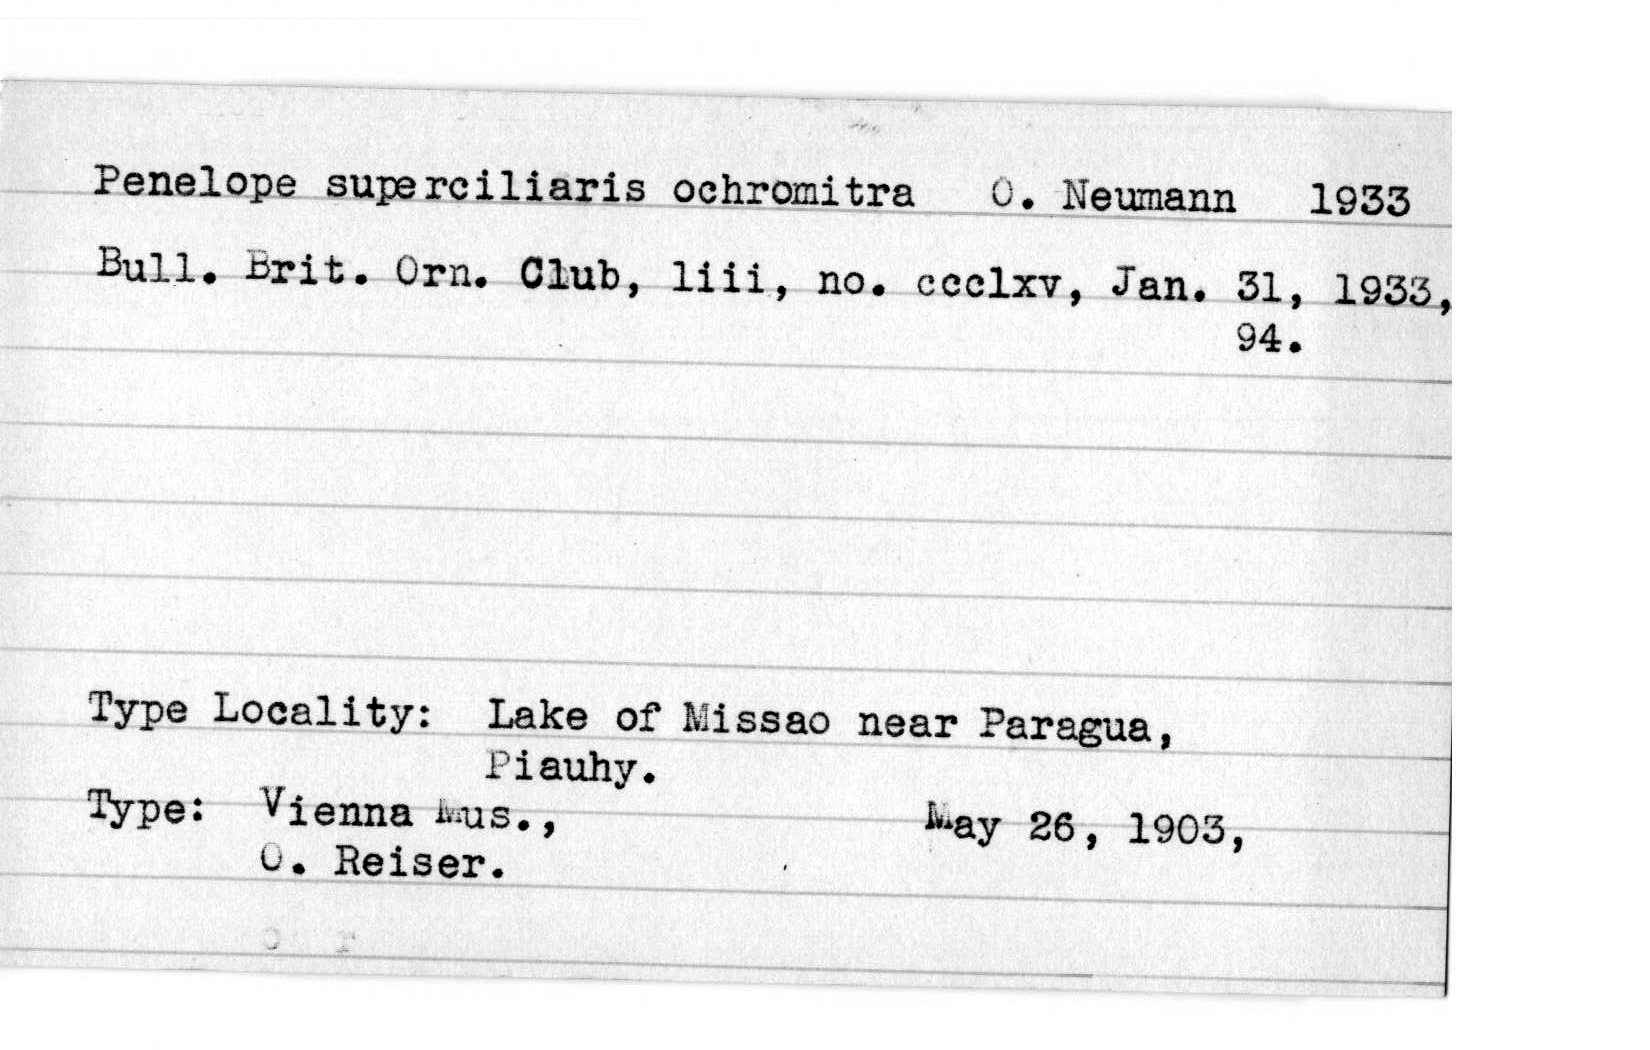 Penelope superciliaris ochromitra O. Neumann 1933
Bull. Brit. Orn. Club, liii, no. ccclxv, Jan. 31, 1933,
94.
Type Locality: Lake of Missao near Paragua,
Piauhy.
Type: Vienna Mus., May 26, 1903,
O. Reiser.